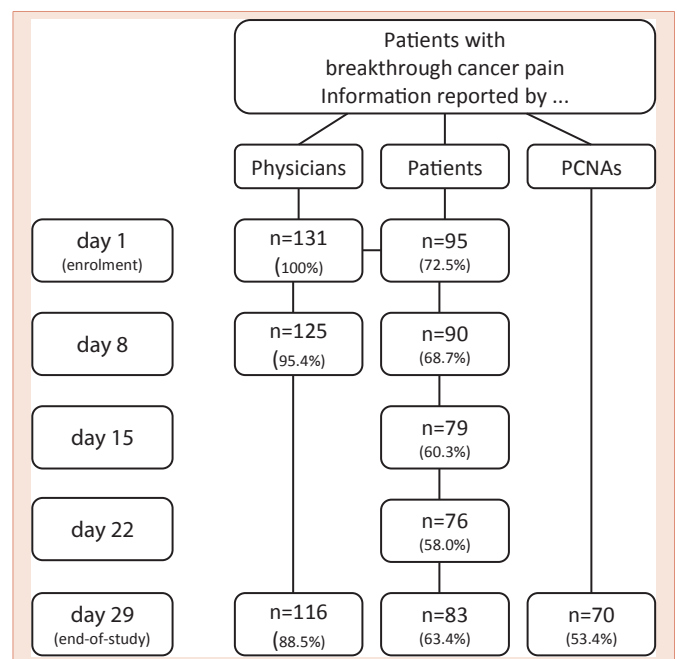 Patients with
breakthrough cancer pain
Information reported by ...
Physicians
Patients
PCNAs
day 1
(enrolment)
n=131
(100%)
n=95
(72.5%)
day 8
n=125
(95.4%)
n=90
(68.7%)
day 15
n=79
(60.3%)
day 22
n=76
(58.0%)
day 29
(end-of-study)
n=116
(88.5%)
n=83
(63.4%)
n=70
(53.4%)